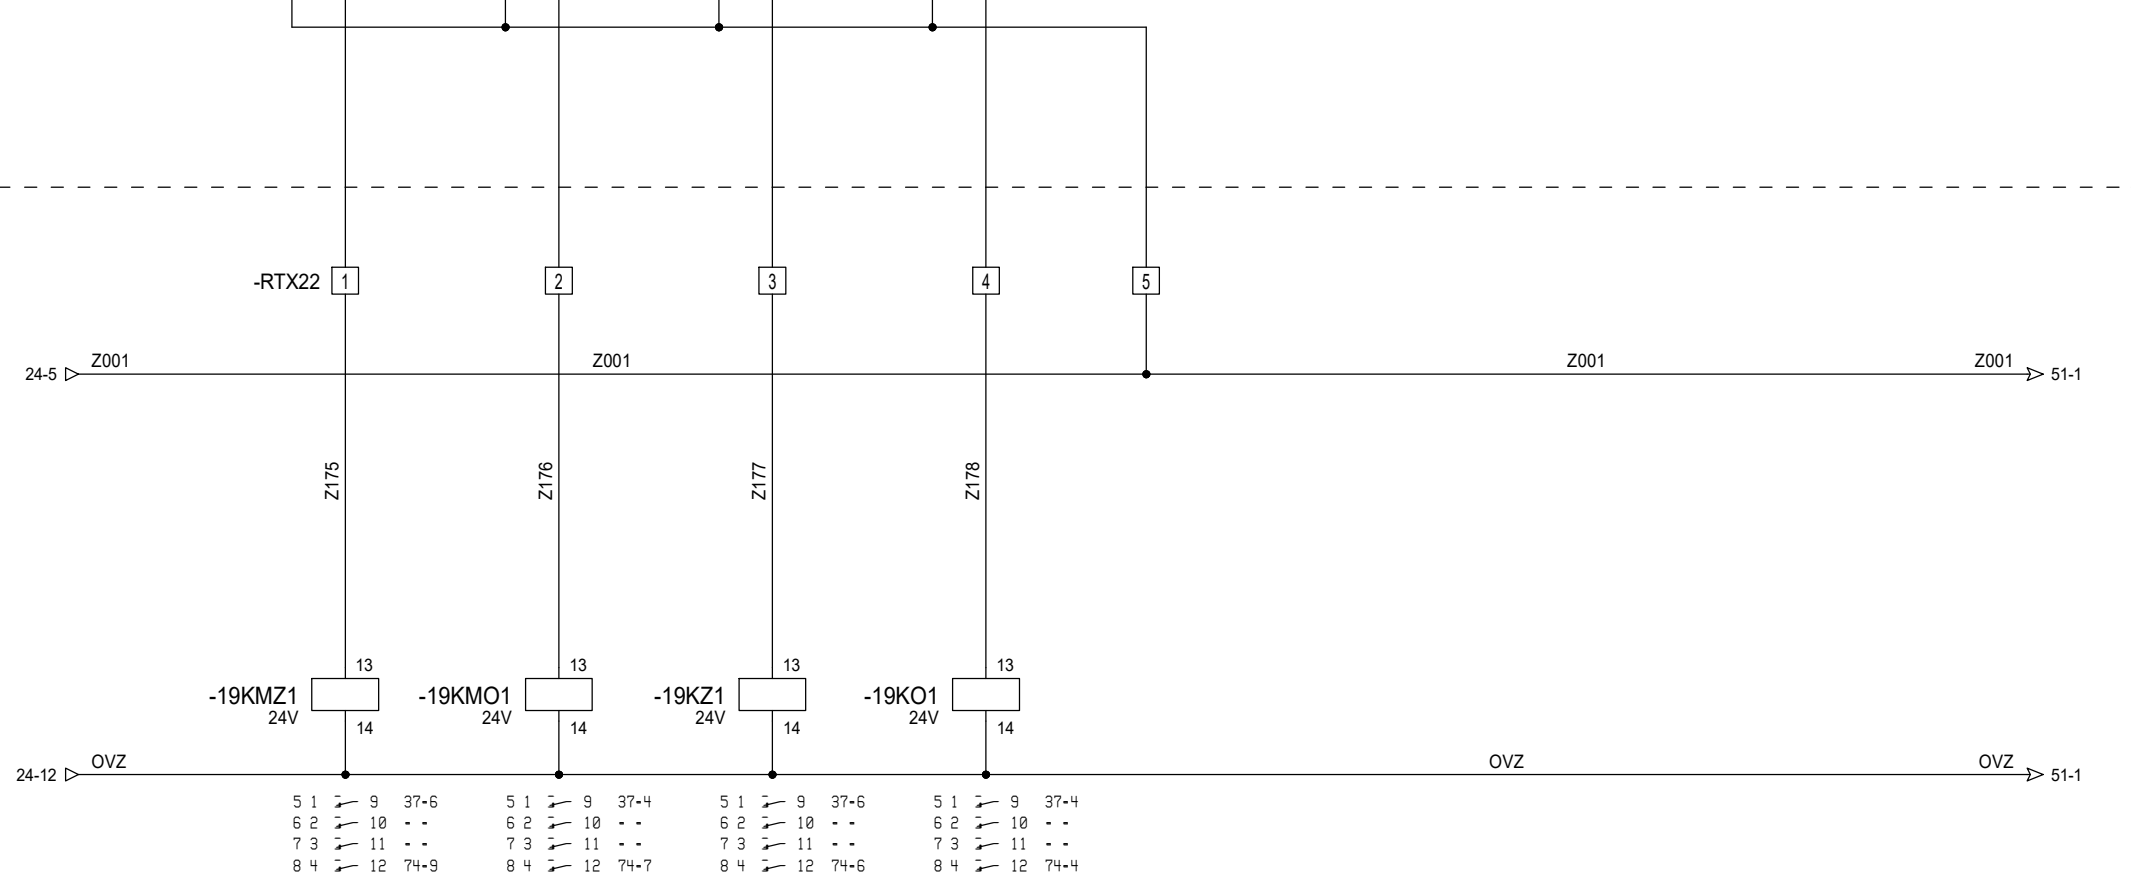 -RTX22 1 2 3 4 5
Z001 Z001 Z001 Z001
24-5 51-1
Z175 Z176 Z177 Z178
13 13 13 13
-19KMZ1 -19KMO1 -19KZ1 -19KO1
24V 24V 24V 24V
14 14 14 14
OVZ OVZ OVZ
24-12 51-1
5 1 9 37-6 5 1 9 37-4 5 1 9 37-6 5 1 9 37-4
6 2 10 - - 6 2 10 - - 6 2 10 - - 6 2 10 - -
7 3 11 - - 7 3 11 - - 7 3 11 - - 7 3 11 - -
8 4 12 74-9 8 4 12 74-7 8 4 12 74-6 8 4 12 74-4